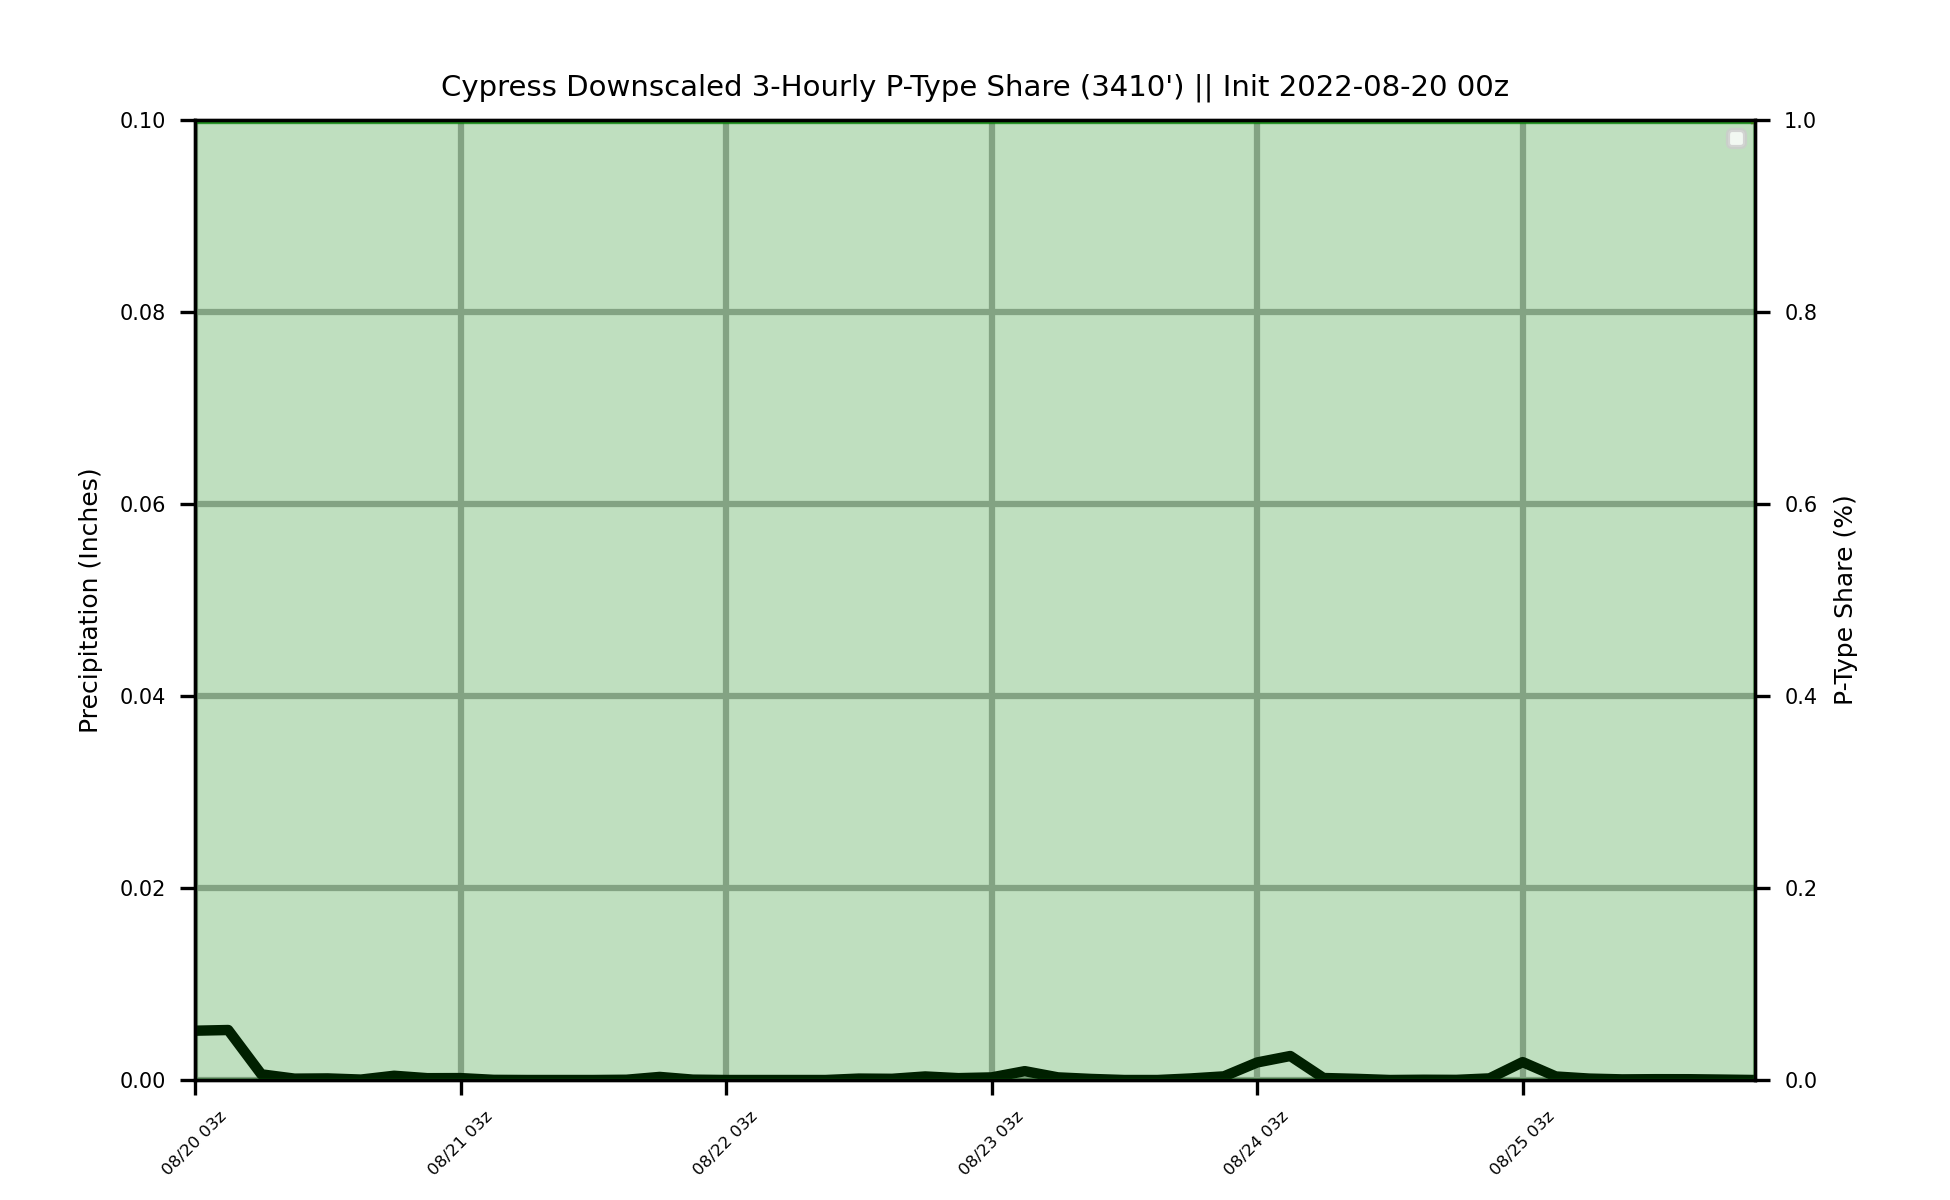 Cypress Downscaled 3-Hourly P-Type Share (3410') || Init 2022-08-20 00z
Precipitation (Inches)
0.10
0.08
0.06
0.04
0.02
0.00
1.0
0.8
0.6
0.4
0.2
0.0
P-Type Share (%)
08/20 03z
08/21 03z
08/22 03z
08/23 03z
08/24 03z
08/25 03z